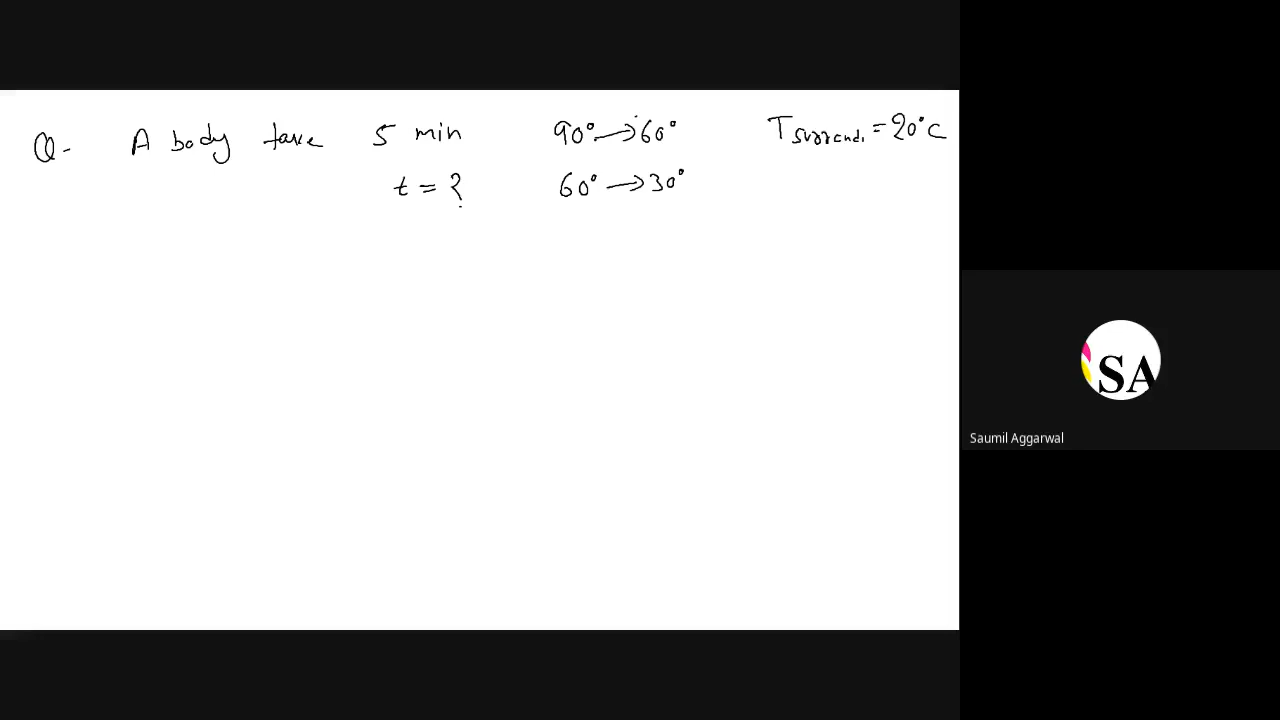 Q- A body take 5 min 90° → 60° Tsurround. = 20°C
t = ? 60° → 30°
SA
Saumil Aggarwal